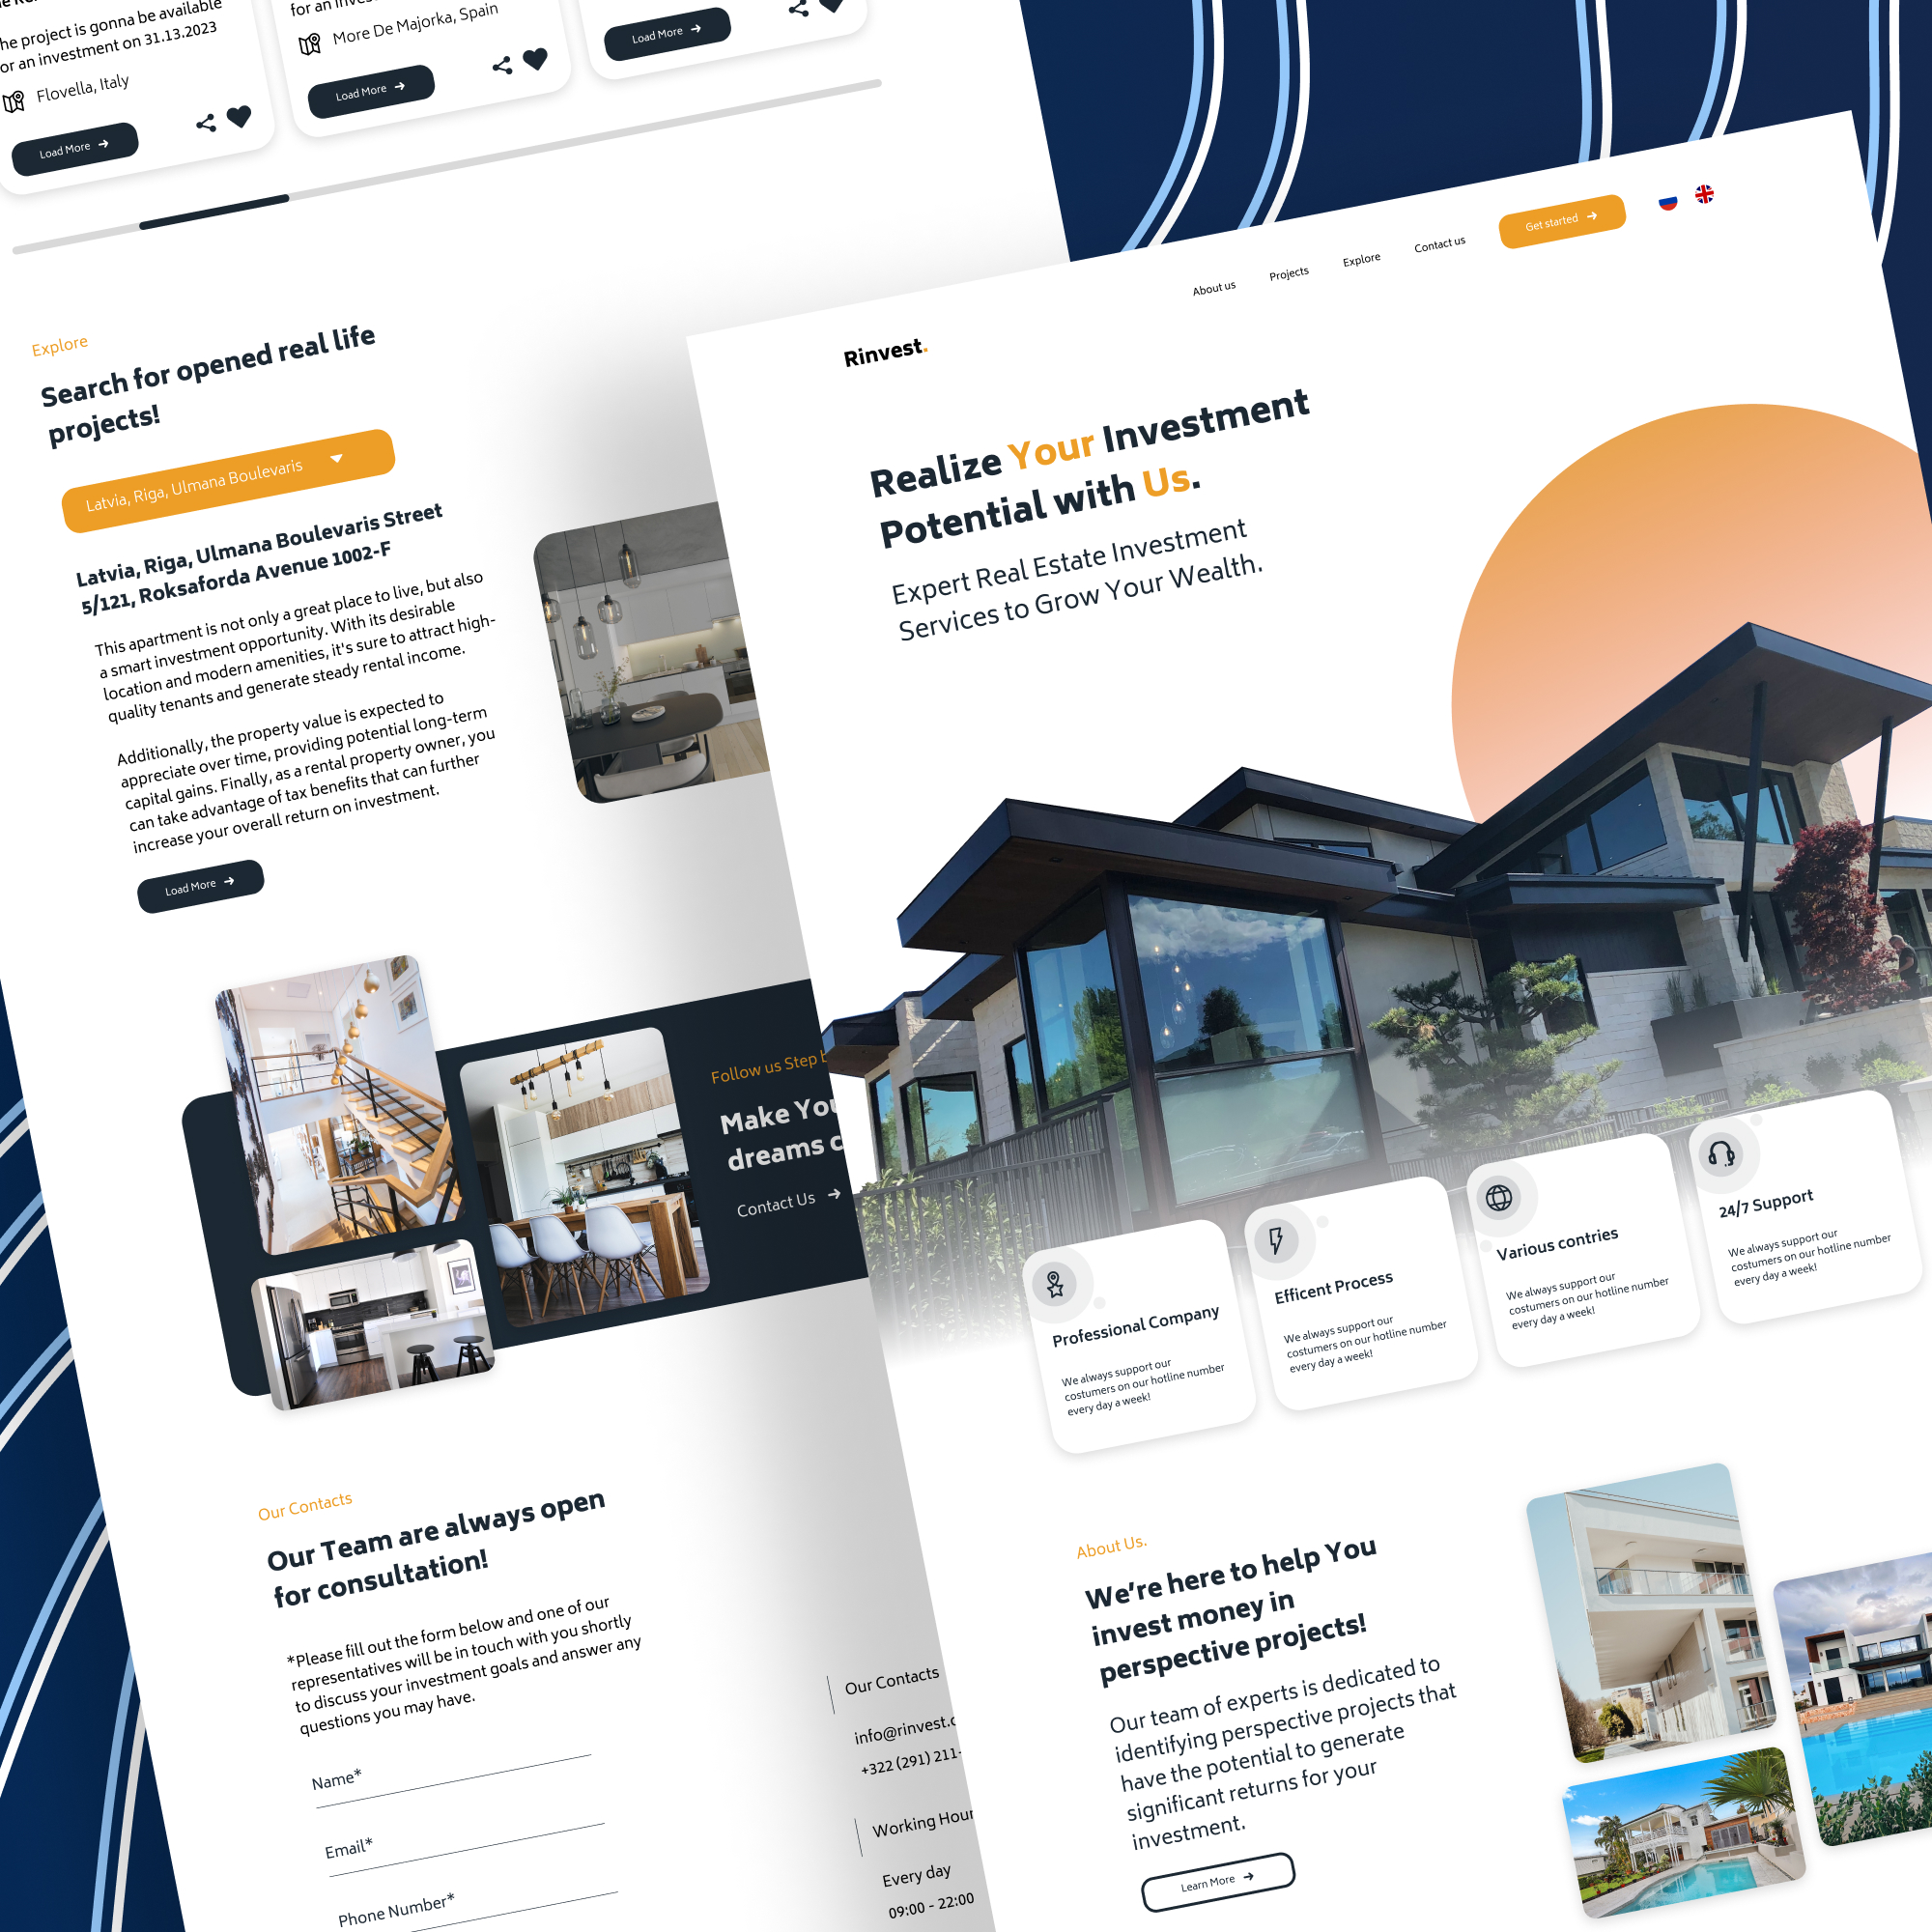 he project is gonna be available
or an investment on 31.13.2023
Flovella, Italy
Load More
for an
More De Majorka, Spain
Load More
Load More
Explore
Search for opened real life
projects!
Latvia, Riga, Ulmana Boulevaris
Latvia, Riga, Ulmana Boulevaris Street
5/121, Roksaforda Avenue 1002-F
This apartment is not only a great place to live, but also
a smart investment opportunity. With its desirable
location and modern amenities, it's sure to attract high-
quality tenants and generate steady rental income.
Additionally, the property value is expected to
appreciate over time, providing potential long-term
capital gains. Finally, as a rental property owner, you
can take advantage of tax benefits that can further
increase your overall return on investment.
Load More
Follow us Step
Make You
dreams c
Contact Us
Our Contacts
Our Team are always open
for consultation!
*Please fill out the form below and one of our
representatives will be in touch with you shortly
to discuss your investment goals and answer any
questions you may have.
Name*
Email*
Phone Number*
Our Contacts
info@rinvest.c
+322 (291) 211-
Working Hour
Every day
09:00 - 22:00
About us
Projects
Explore
Contact us
Get started
Rinvest.
Realize Your Investment
Potential with Us.
Expert Real Estate Investment
Services to Grow Your Wealth.
Professional Company
We always support our
costumers on our hotline number
every day a week!
Efficent Process
We always support our
costumers on our hotline number
every day a week!
Various contries
We always support our
costumers on our hotline number
every day a week!
24/7 Support
We always support our
costumers on our hotline number
every day a week!
About Us.
We're here to help You
invest money in
perspective projects!
Our team of experts is dedicated to
identifying perspective projects that
have the potential to generate
significant returns for your
investment.
Learn More